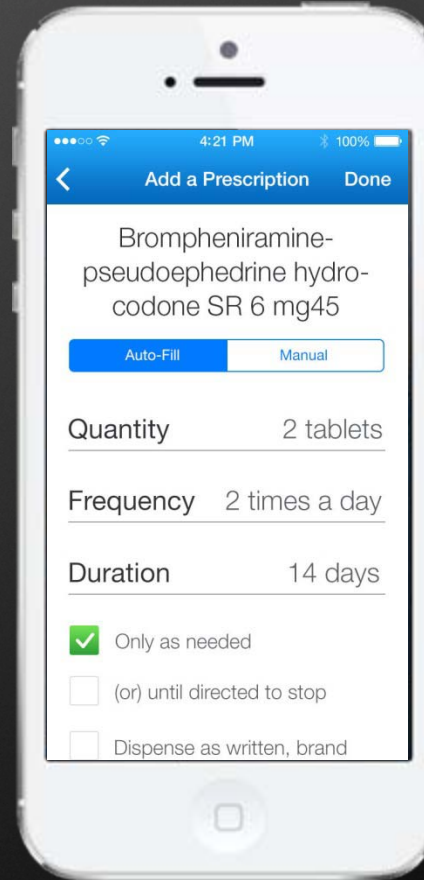 4:21 PM 100%
Add a Prescription Done
Brompheniramine-
pseudoephedrine hydro-
codone SR 6 mg45
Auto-Fill Manual
Quantity 2 tablets
Frequency 2 times a day
Duration 14 days
Only as needed
(or) until directed to stop
Dispense as written, brand